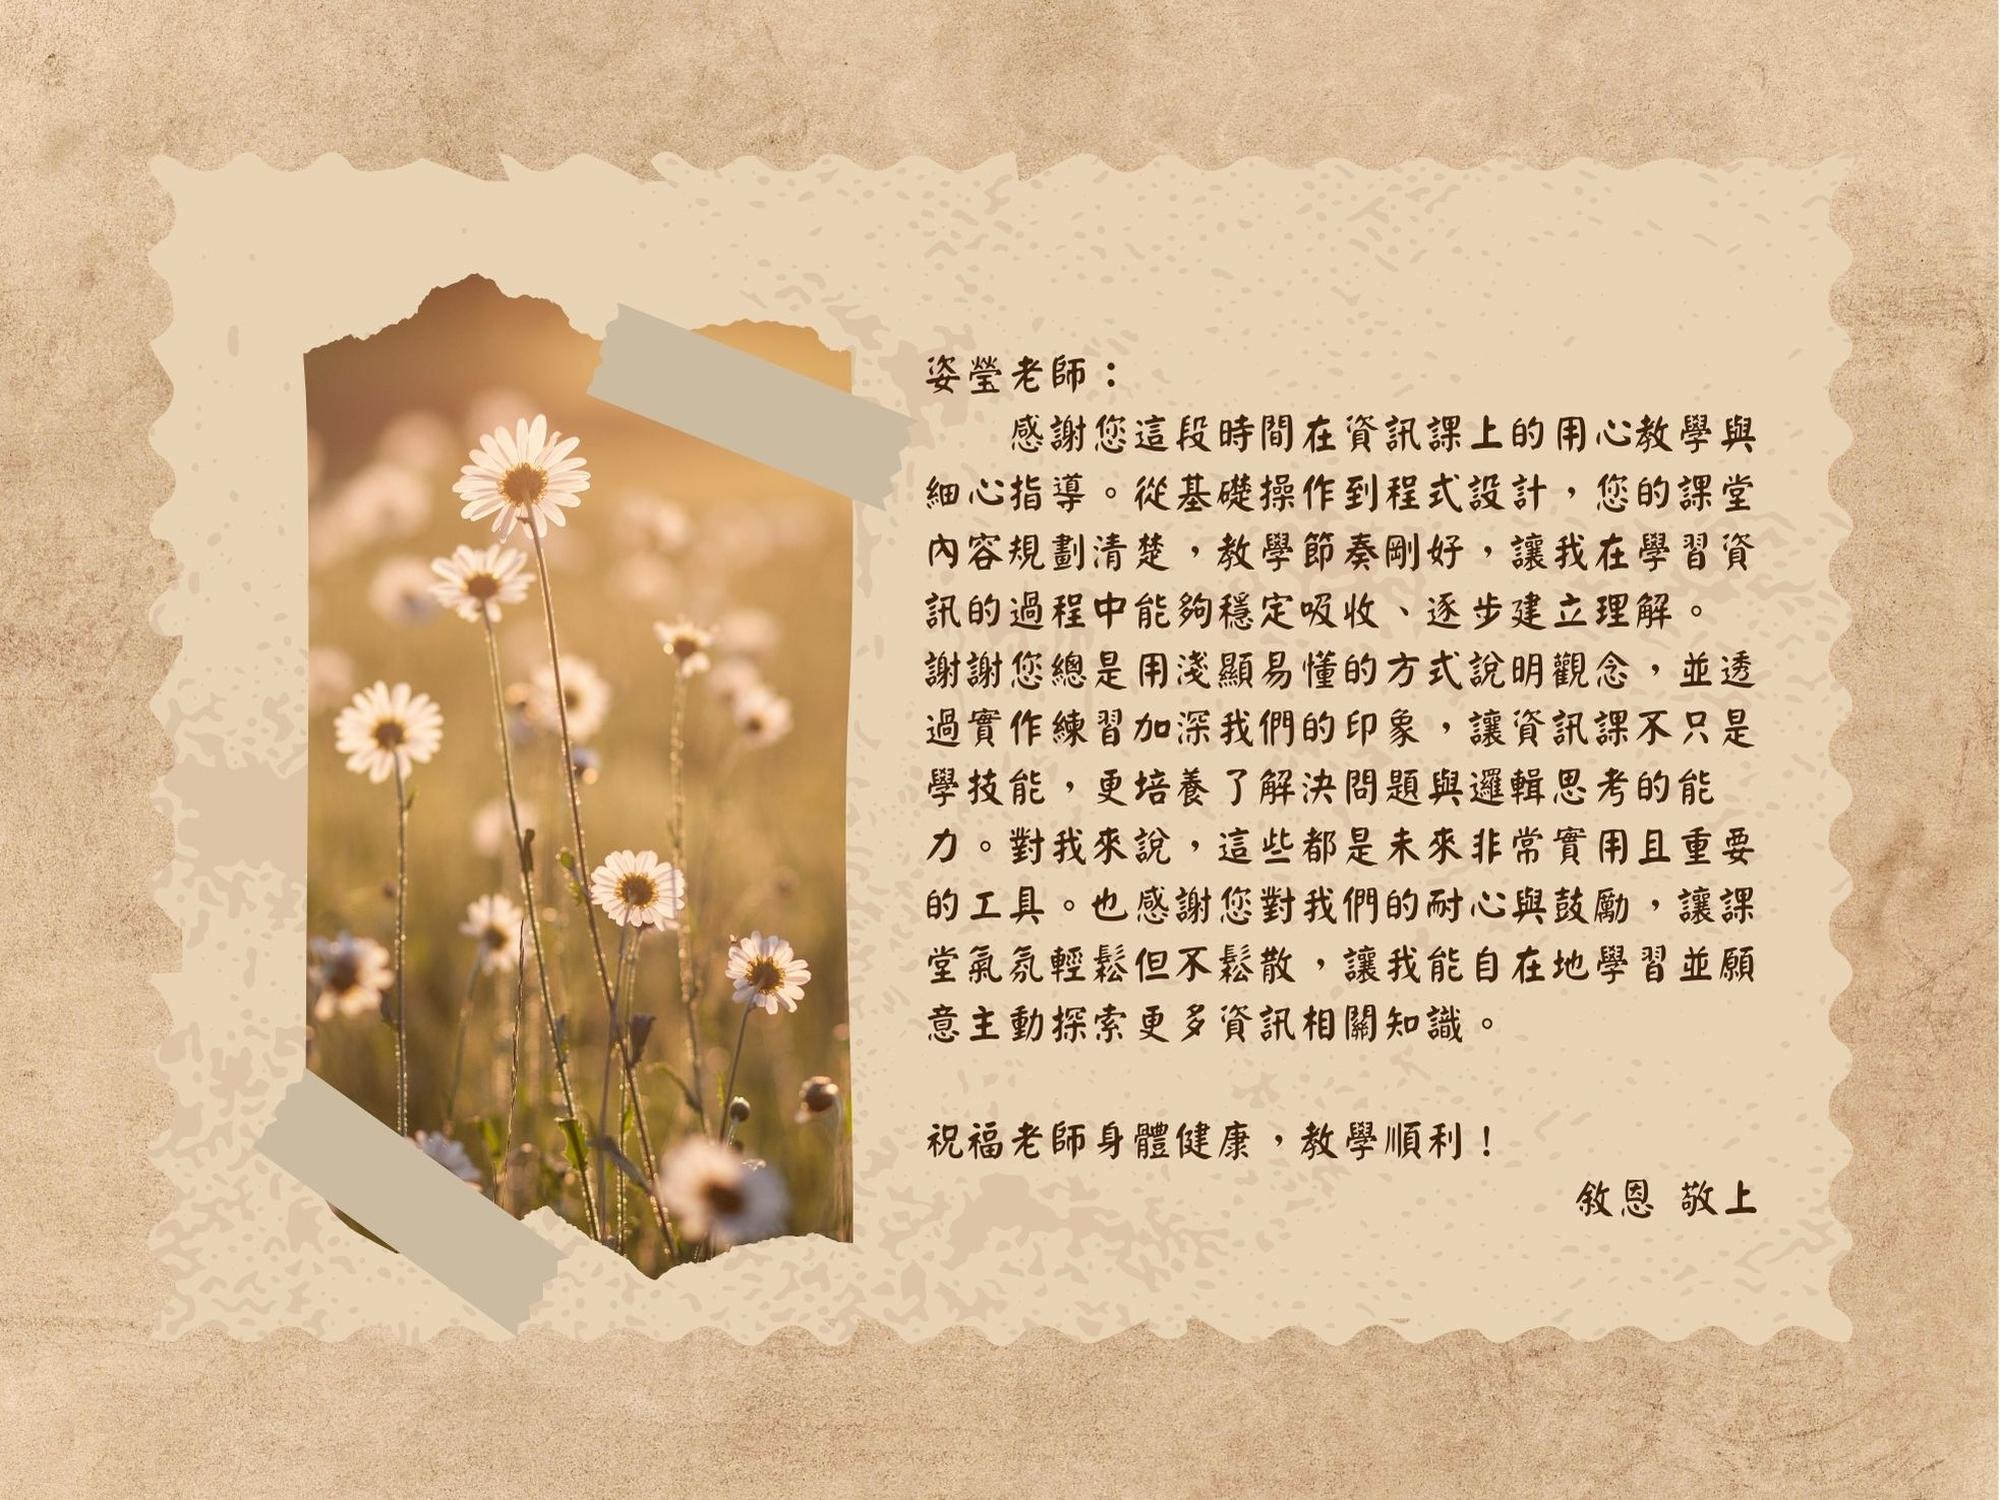 姿瑩老師：
感謝您這段時間在資訊課上的用心教學與
細心指導。從基礎操作到程式設計，您的課堂
內容規劃清楚，教學節奏剛好，讓我在學習資
訊的過程中能夠穩定吸收、逐步建立理解。
謝謝您總是用淺顯易懂的方式說明觀念，並透
過實作練習加深我們的印象，讓資訊課不只是
學技能，更培養了解決問題與邏輯思考的能
力。對我來說，這些都是未來非常實用且重要
的工具。也感謝您對我們的耐心與鼓勵，讓課
堂氣氛輕鬆但不鬆散，讓我能自在地學習並願
意主動探索更多資訊相關知識。
祝福老師身體健康，教學順利！
敘恩 敬上